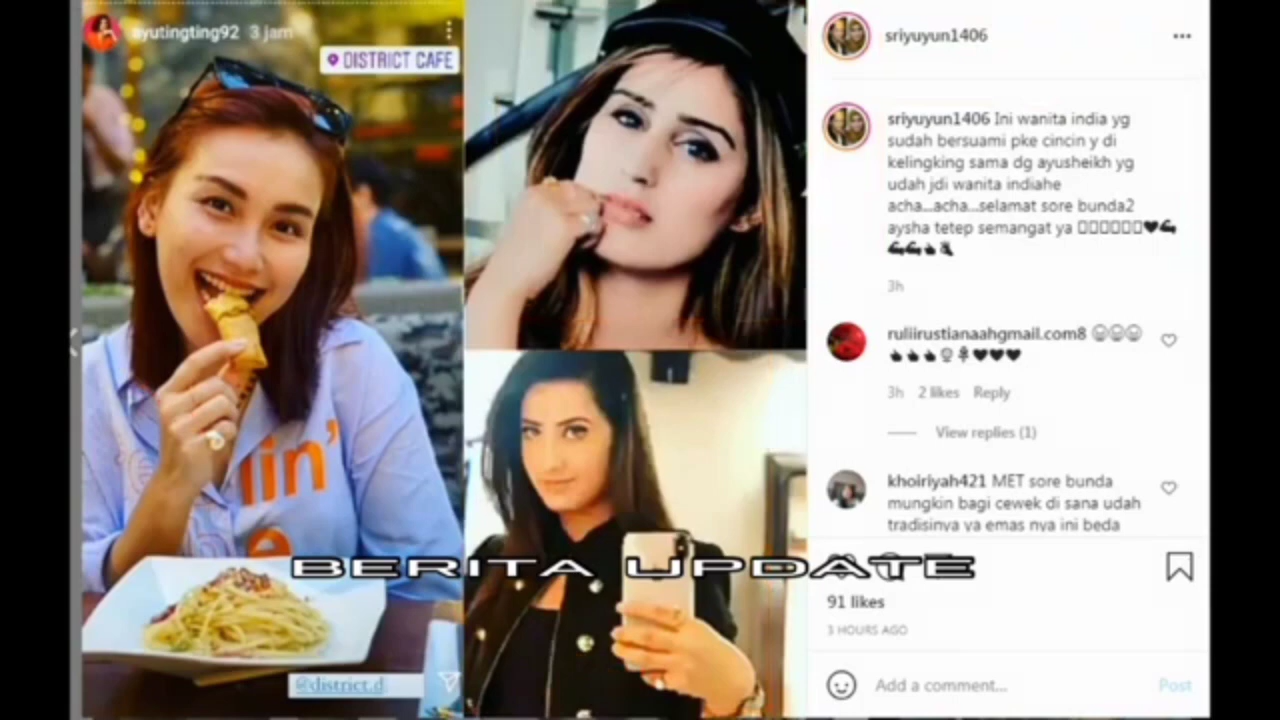 ayutingting92 3 jam
DISTRICT CAFE
lin'
e
@district.d
BERITA UPDATE
sriyuyun1406
sriyuyun1406 Ini wanita india yg
sudah bersuami pke cincin y di
kelingking sama dg ayusheikh yg
udah jdi wanita indiahe
acha...acha...selamat sore bunda2
aysha tetep semangat ya
3h
ruliirustianaahgmail.com8
3h 2 likes Reply
View replies (1)
khoiriyah421 MET sore bunda
mungkin bagi cewek di sana udah
tradisinya ya emas nya ini beda
91 likes
3 HOURS AGO
Add a comment... Post